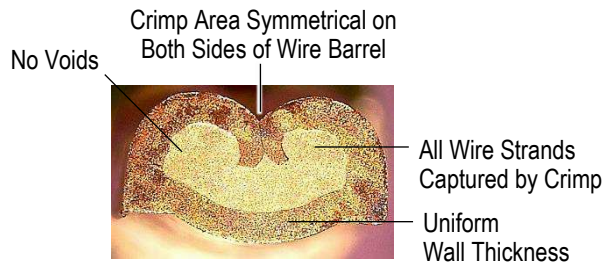 Crimp Area Symmetrical on
Both Sides of Wire Barrel
No Voids
All Wire Strands
Captured by Crimp
Uniform
Wall Thickness